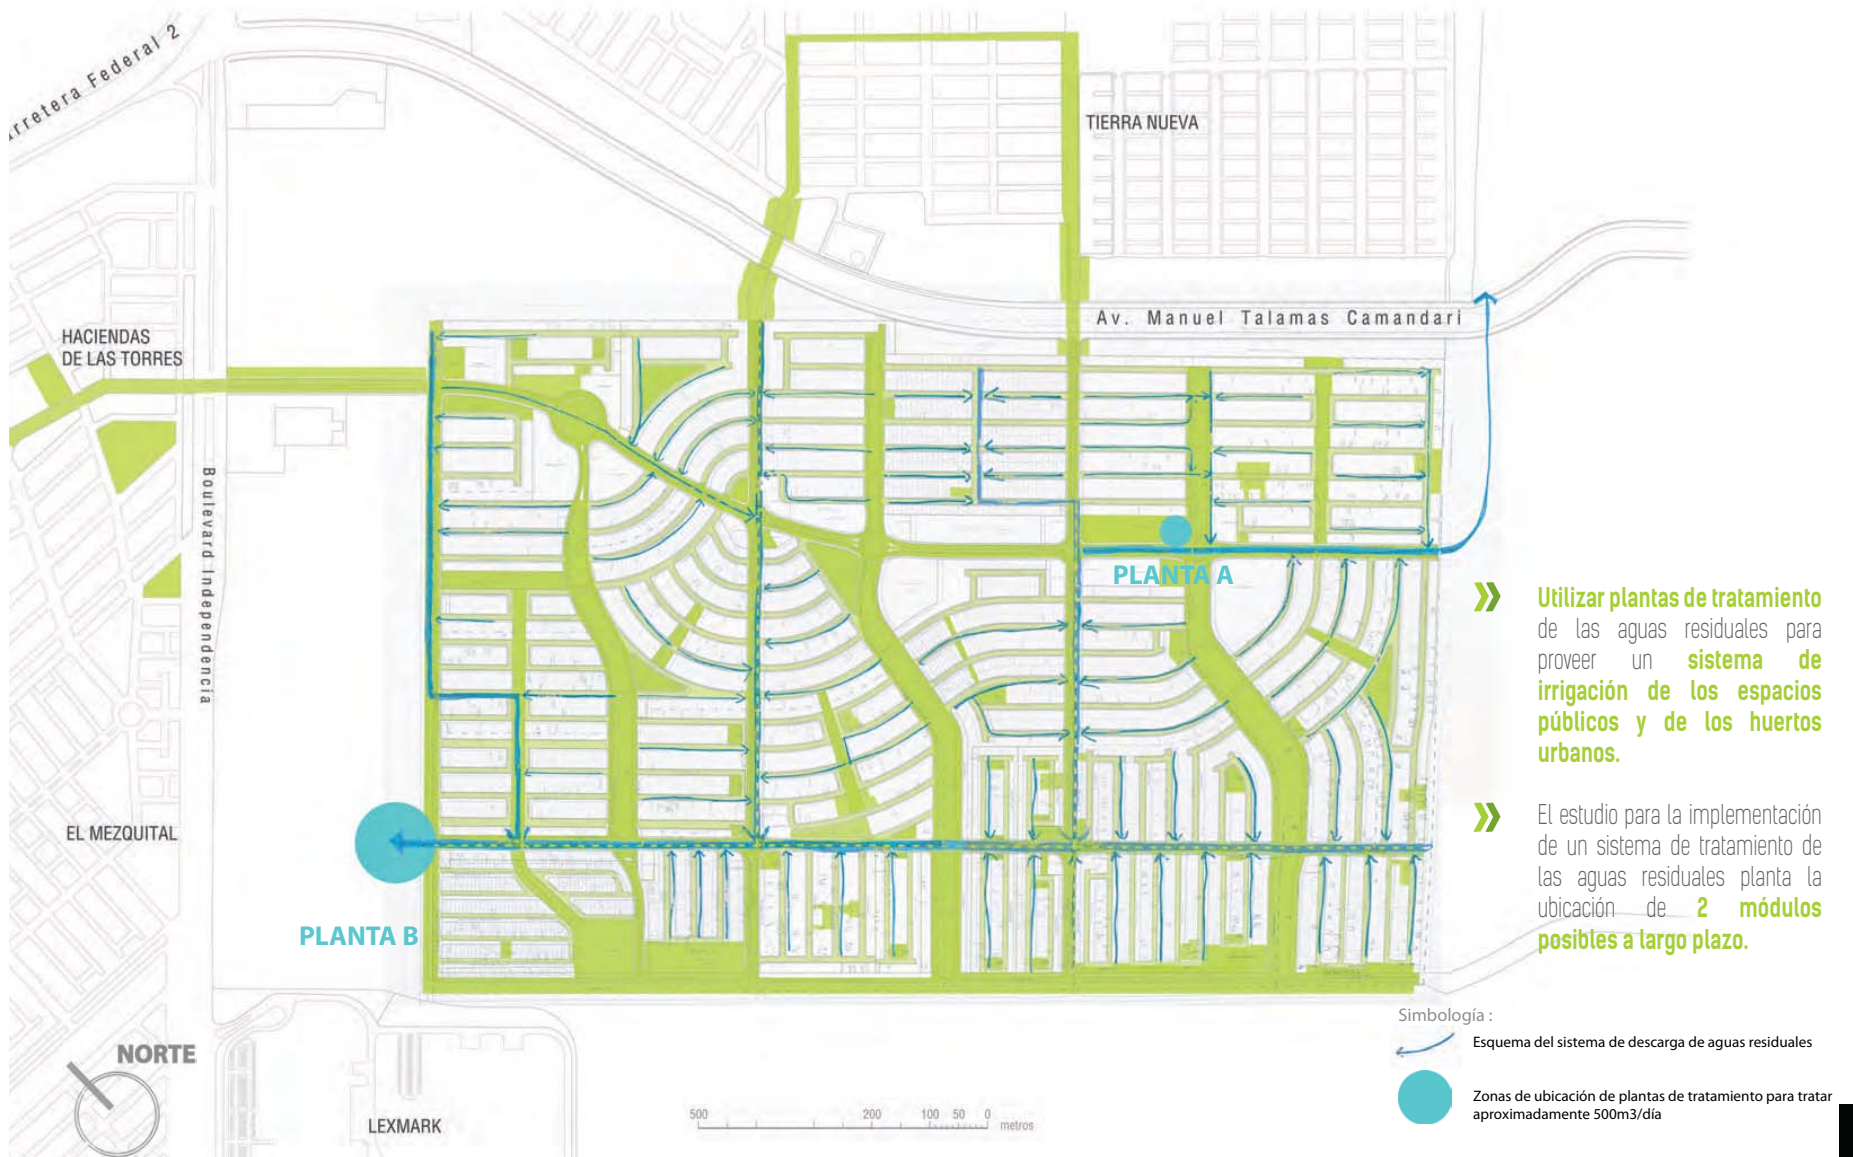 arretera Federal 2
TIERRA NUEVA
Av. Manuel Talamas Camandari
HACIENDAS
DE LAS TORRES
Boulevard Independencia
PLANTA A
EL MEZQUITAL
PLANTA B
Utilizar plantas de tratamiento
de las aguas residuales para
proveer un sistema de
irrigación de los espacios
públicos y de los huertos
urbanos.
El estudio para la implementación
de un sistema de tratamiento de
las aguas residuales planta la
ubicación de 2 módulos
posibles a largo plazo.
NORTE
LEXMARK
500 200 100 50 0
metros
Simbología :
Esquema del sistema de descarga de aguas residuales
Zonas de ubicación de plantas de tratamiento para tratar
aproximadamente 500m3/día